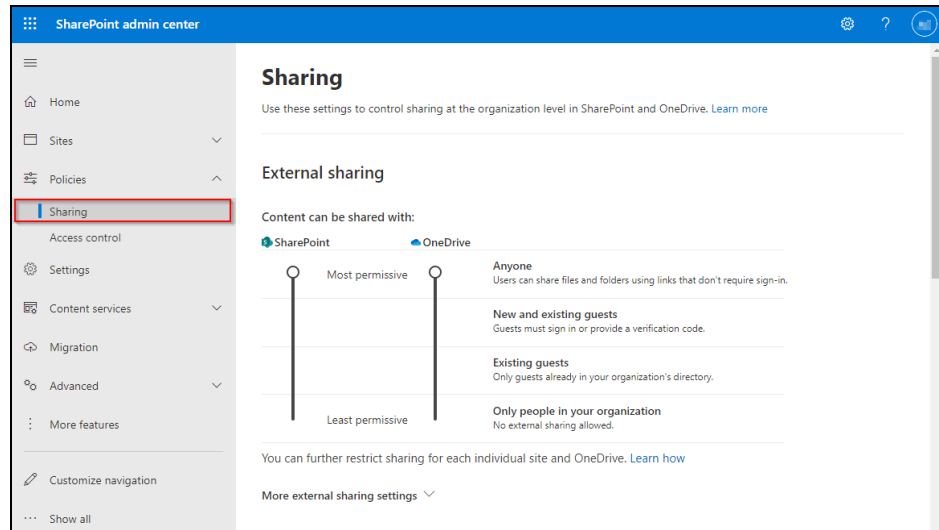 SharePoint admin center
?
Home
Sites
Policies
Sharing
Access control
Settings
Content services
Migration
Advanced
More features
Customize navigation
Show all
Sharing
Use these settings to control sharing at the organization level in SharePoint and OneDrive. Learn more
External sharing
Content can be shared with:
SharePoint OneDrive
Most permissive
Anyone
Users can share files and folders using links that don't require sign-in.
New and existing guests
Guests must sign in or provide a verification code.
Existing guests
Only guests already in your organization's directory.
Least permissive
Only people in your organization
No external sharing allowed.
You can further restrict sharing for each individual site and OneDrive. Learn how
More external sharing settings